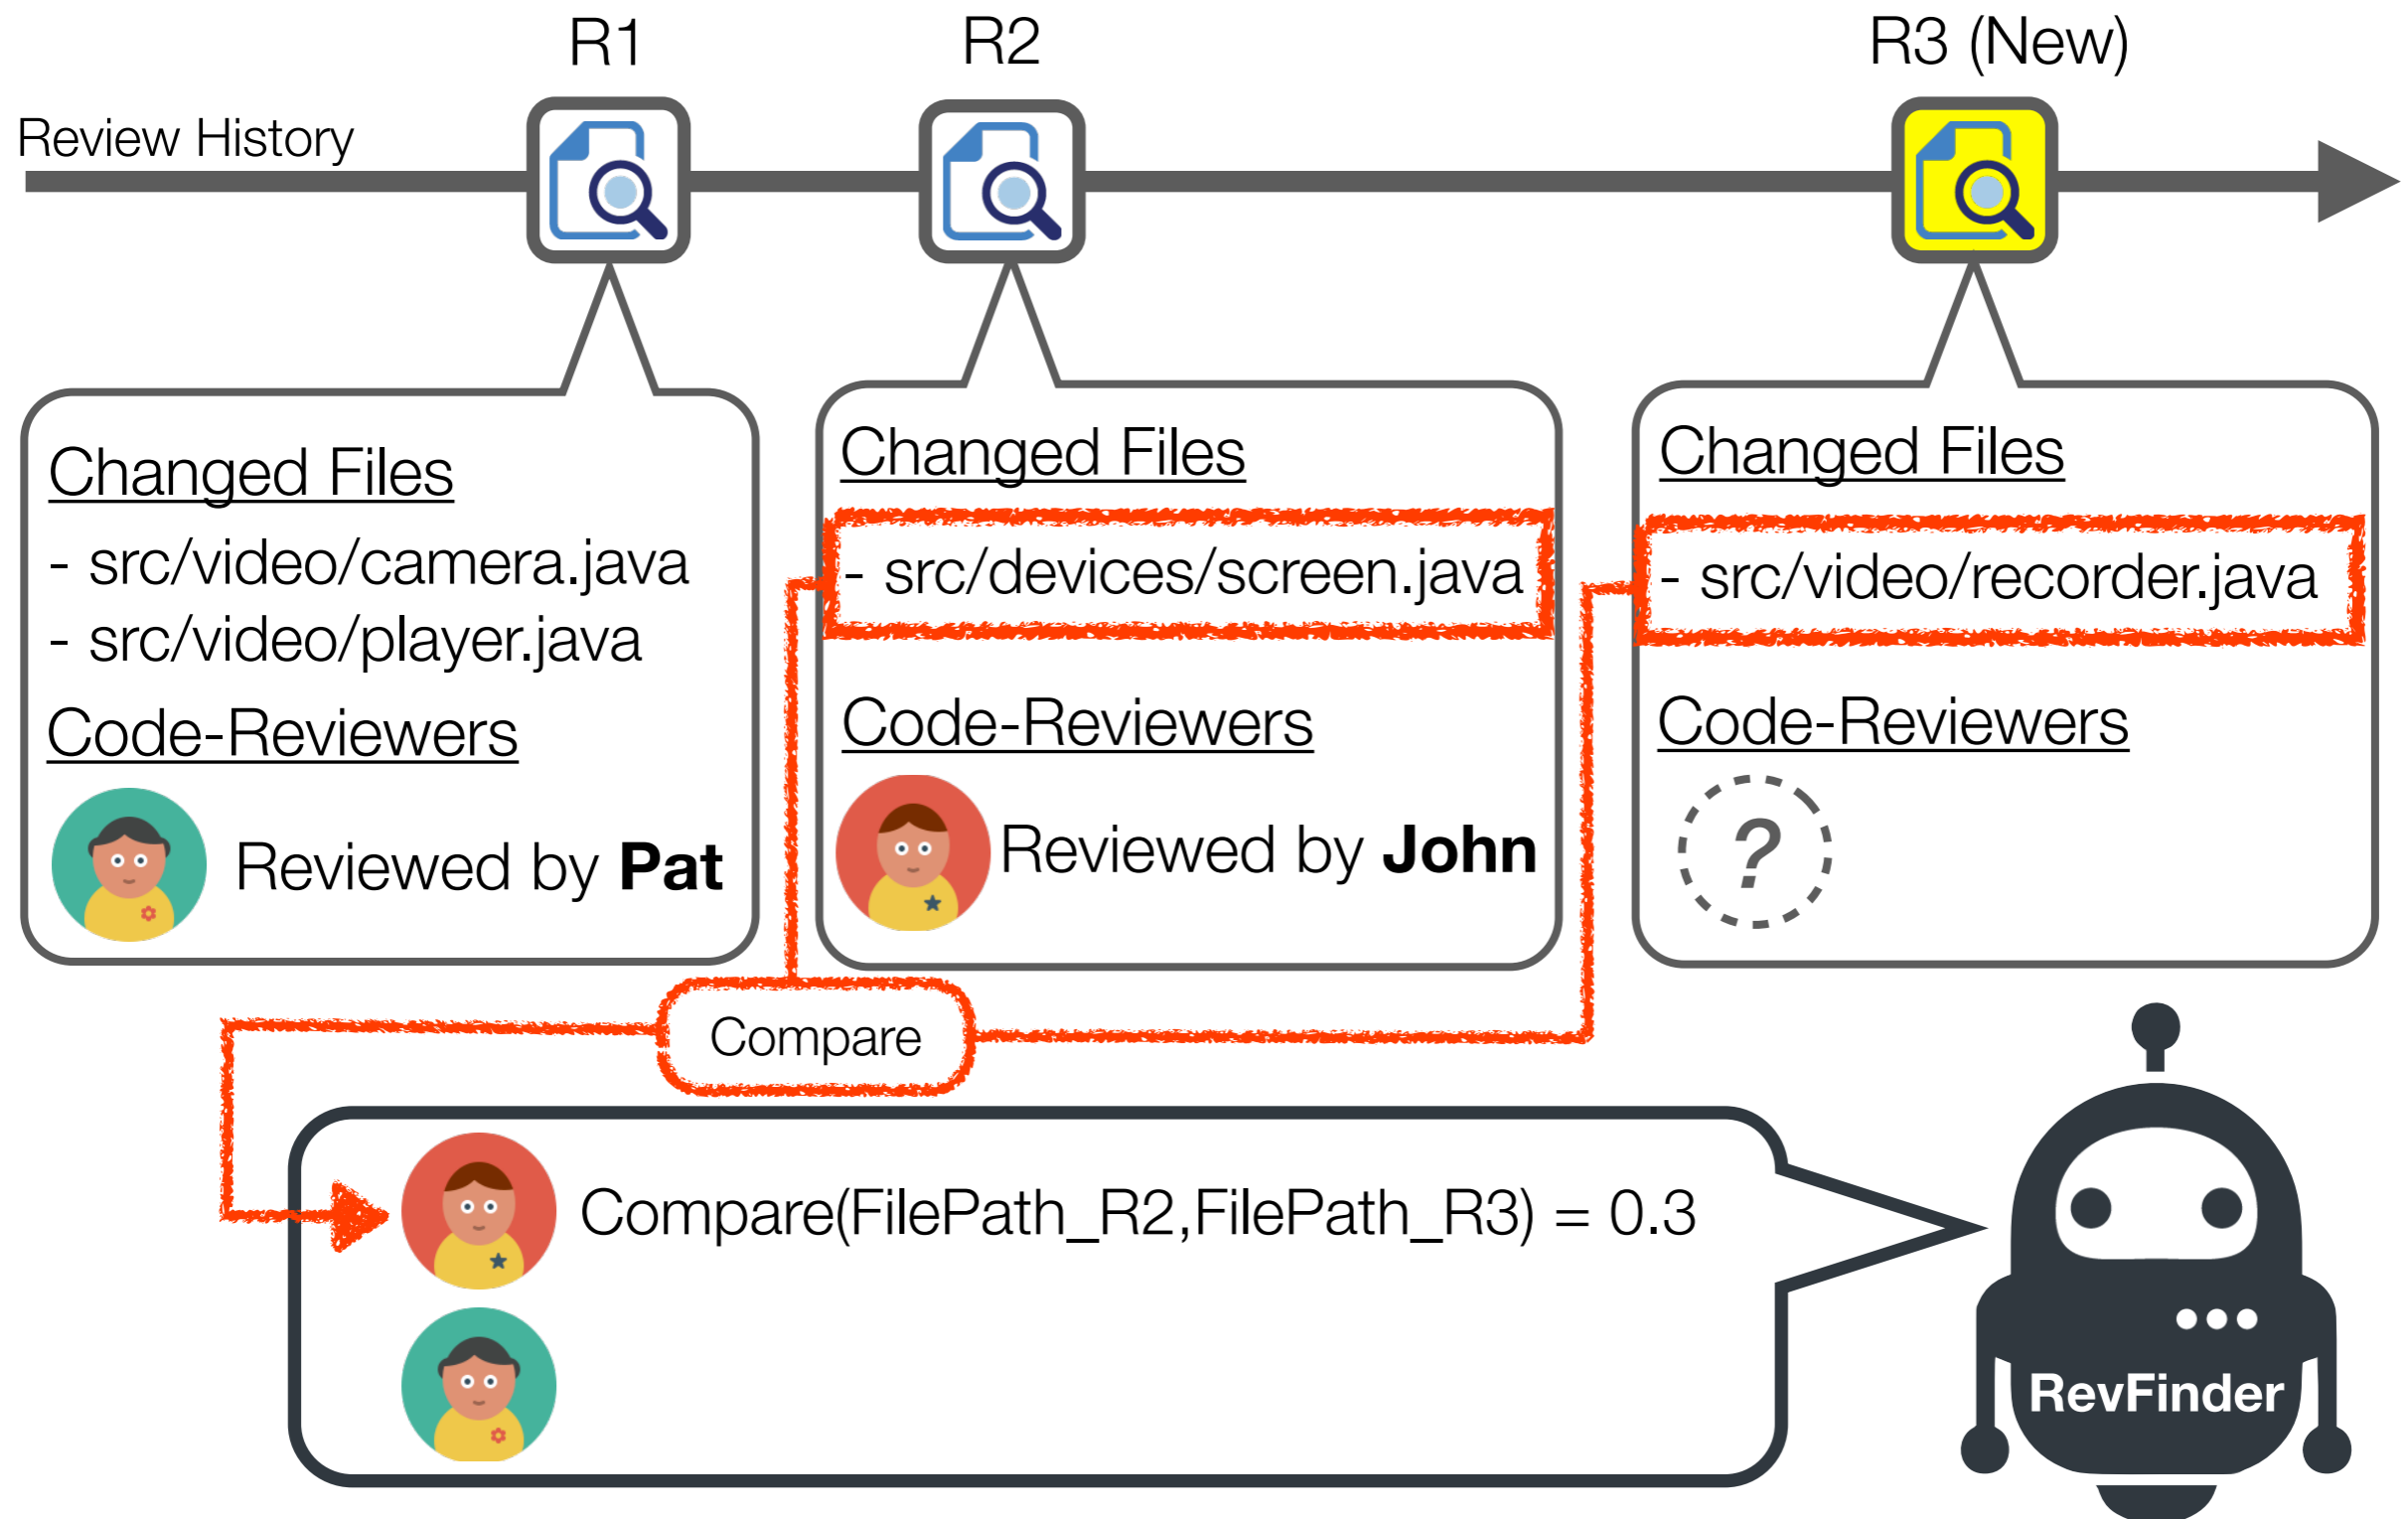 R1
R2
R3 (New)
Review History
Changed Files
- src/video/camera.java
- src/video/player.java
Code-Reviewers
Reviewed by Pat
Changed Files
- src/devices/screen.java
Code-Reviewers
Reviewed by John
Changed Files
- src/video/recorder.java
Code-Reviewers
?
Compare
Compare(FilePath_R2,FilePath_R3) = 0.3
RevFinder